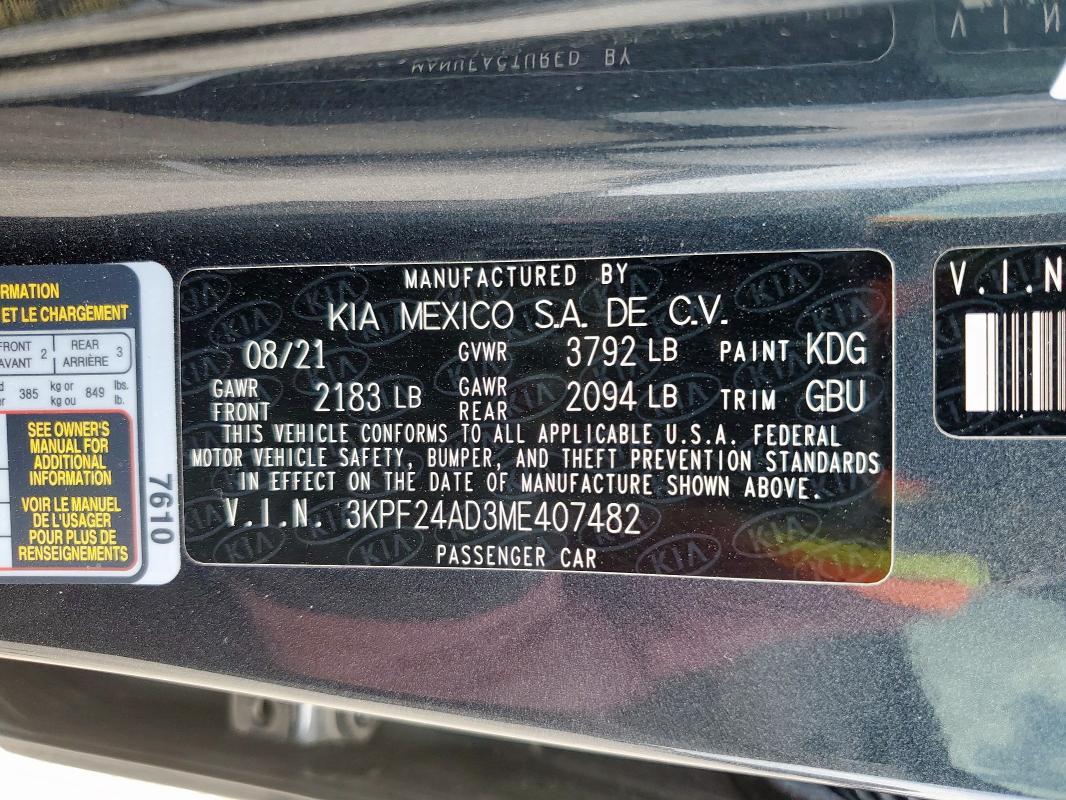 MANUFACTURED BY
V I N
RMATION
ET LE CHARGEMENT
FRONT
AVANT 2
REAR
ARRIÈRE 3
385 kg or
kg ou 849 lbs.
lb.
SEE OWNER'S
MANUAL FOR
ADDITIONAL
INFORMATION
VOIR LE MANUEL
DE L'USAGER
POUR PLUS DE
RENSEIGNEMENTS
7610
MANUFACTURED BY
KIA MEXICO S.A. DE C.V.
08/21 GVWR 3792 LB PAINT KDG
GAWR
FRONT 2183 LB GAWR
REAR 2094 LB TRIM GBU
THIS VEHICLE CONFORMS TO ALL APPLICABLE U.S.A. FEDERAL
MOTOR VEHICLE SAFETY, BUMPER, AND THEFT PREVENTION STANDARDS
IN EFFECT ON THE DATE OF MANUFACTURE SHOWN ABOVE.
V.I.N. 3KPF24AD3ME407482
PASSENGER CAR
V.I.N